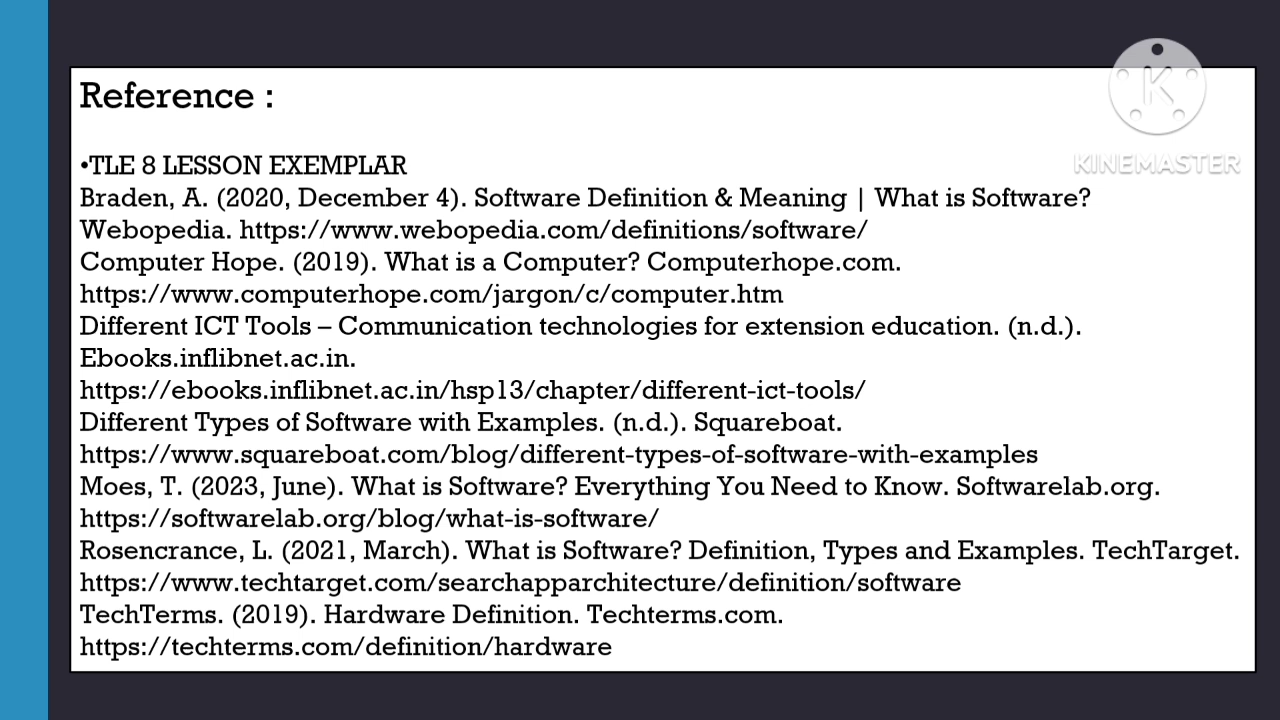 Reference :
•TLE 8 LESSON EXEMPLAR
Braden, A. (2020, December 4). Software Definition & Meaning | What is Software?
Webopedia. https://www.webopedia.com/definitions/software/
Computer Hope. (2019). What is a Computer? Computerhope.com.
https://www.computerhope.com/jargon/c/computer.htm
Different ICT Tools – Communication technologies for extension education. (n.d.).
Ebooks.inflibnet.ac.in.
https://ebooks.inflibnet.ac.in/hsp13/chapter/different-ict-tools/
Different Types of Software with Examples. (n.d.). Squareboat.
https://www.squareboat.com/blog/different-types-of-software-with-examples
Moes, T. (2023, June). What is Software? Everything You Need to Know. Softwarelab.org.
https://softwarelab.org/blog/what-is-software/
Rosencrance, L. (2021, March). What is Software? Definition, Types and Examples. TechTarget.
https://www.techtarget.com/searchapparchitecture/definition/software
TechTerms. (2019). Hardware Definition. Techterms.com.
https://techterms.com/definition/hardware
K
KINEMASTER